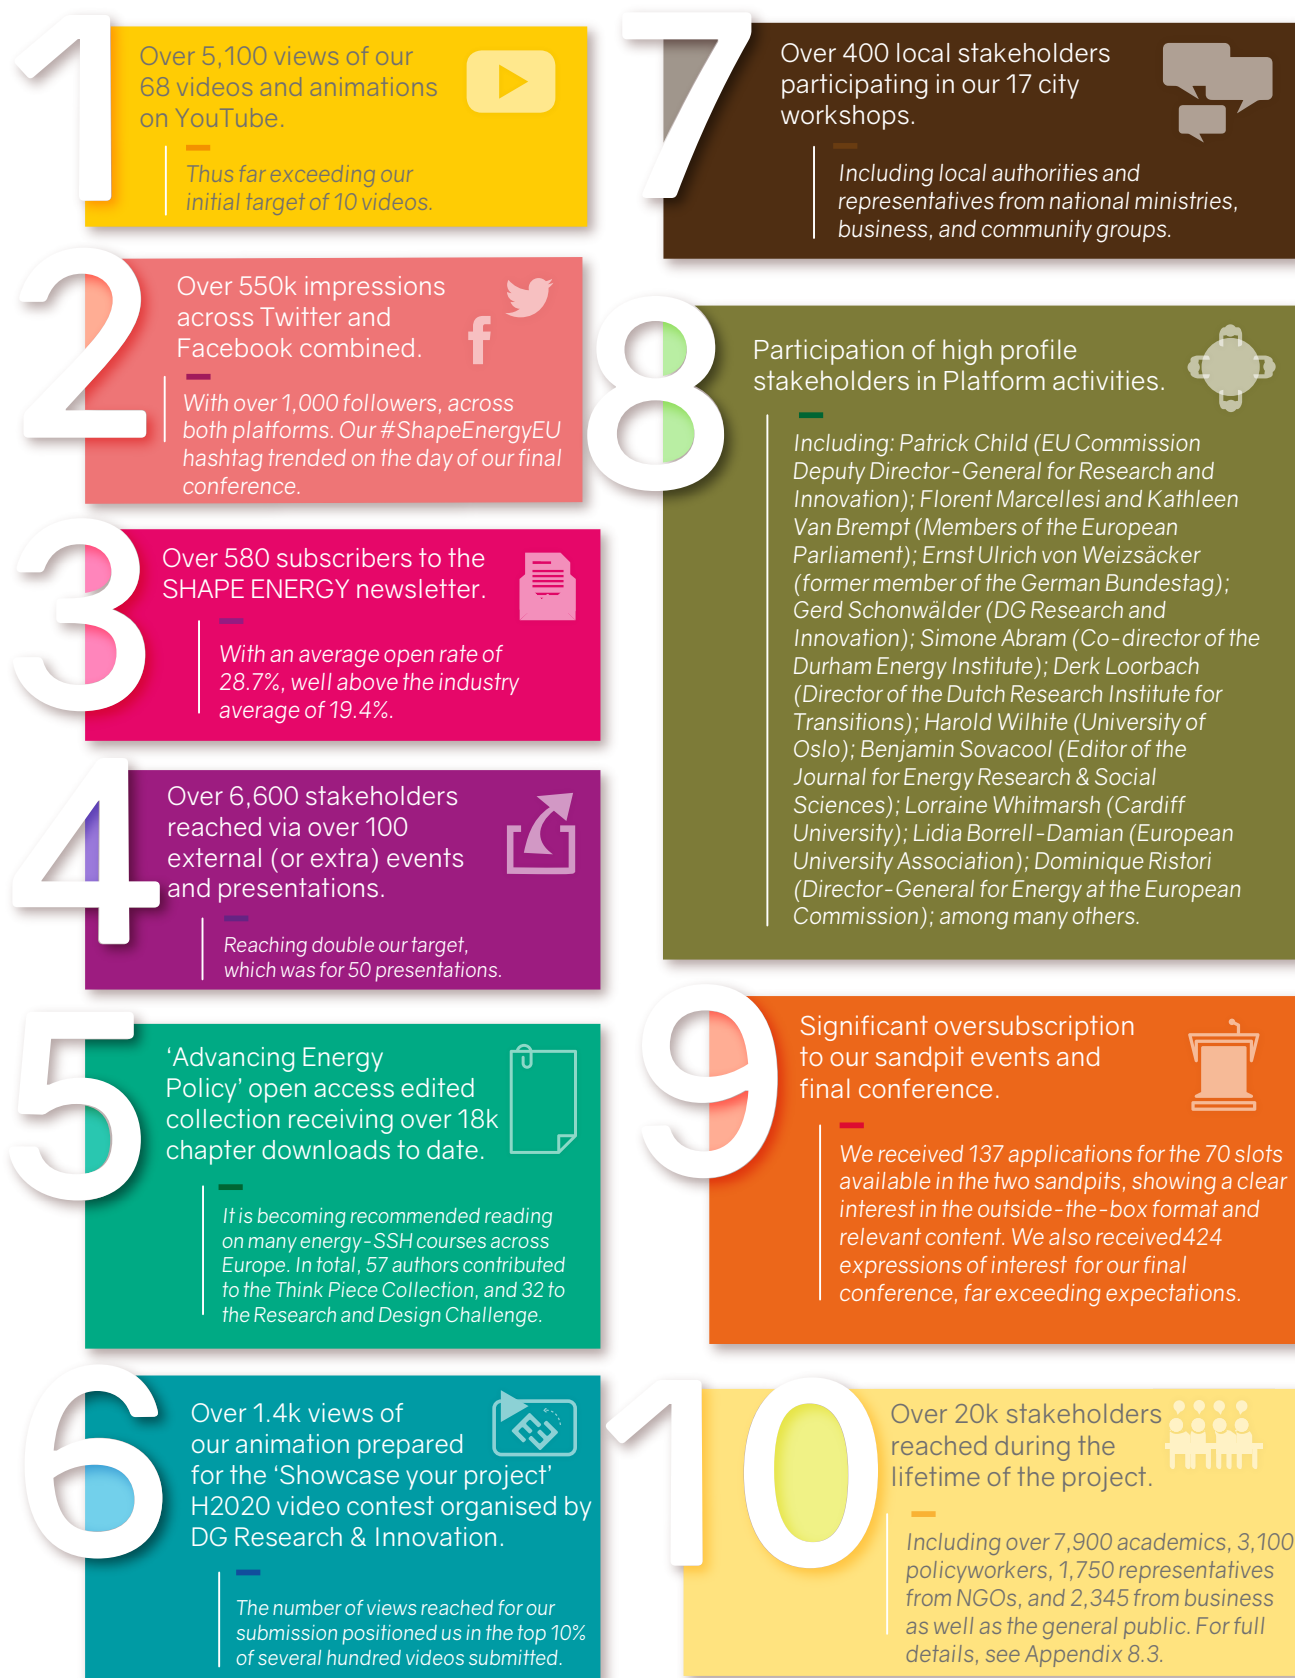 1
Over 5,100 views of our
68 videos and animations
on YouTube.
Thus far exceeding our
initial target of 10 videos.
2
Over 550k impressions
across Twitter and
Facebook combined.
With over 1,000 followers, across
both platforms. Our #ShapeEnergyEU
hashtag trended on the day of our final
conference.
3
Over 580 subscribers to the
SHAPE ENERGY newsletter.
With an average open rate of
28.7%, well above the industry
average of 19.4%.
4
Over 6,600 stakeholders
reached via over 100
external (or extra) events
and presentations.
Reaching double our target,
which was for 50 presentations.
5
‘Advancing Energy
Policy’ open access edited
collection receiving over 18k
chapter downloads to date.
It is becoming recommended reading
on many energy-SSH courses across
Europe. In total, 57 authors contributed
to the Think Piece Collection, and 32 to
the Research and Design Challenge.
6
Over 1.4k views of
our animation prepared
for the ‘Showcase your project’
H2020 video contest organised by
DG Research & Innovation.
The number of views reached for our
submission positioned us in the top 10%
of several hundred videos submitted.
7
Over 400 local stakeholders
participating in our 17 city
workshops.
Including local authorities and
representatives from national ministries,
business, and community groups.
8
Participation of high profile
stakeholders in Platform activities.
Including: Patrick Child (EU Commission
Deputy Director-General for Research and
Innovation); Florent Marcellesi and Kathleen
Van Brempt (Members of the European
Parliament); Ernst Ulrich von Weizsäcker
(former member of the German Bundestag);
Gerd Schonwälder (DG Research and
Innovation); Simone Abram (Co-director of the
Durham Energy Institute); Derk Loorbach
(Director of the Dutch Research Institute for
Transitions); Harold Wilhite (University of
Oslo); Benjamin Sovacool (Editor of the
Journal for Energy Research & Social
Sciences); Lorraine Whitmarsh (Cardiff
University); Lidia Borrell-Damian (European
University Association); Dominique Ristori
(Director-General for Energy at the European
Commission); among many others.
9
Significant oversubscription
to our sandpit events and
final conference.
We received 137 applications for the 70 slots
available in the two sandpits, showing a clear
interest in the outside-the-box format and
relevant content. We also received424
expressions of interest for our final
conference, far exceeding expectations.
10
Over 20k stakeholders
reached during the
lifetime of the project.
Including over 7,900 academics, 3,100
policyworkers, 1,750 representatives
from NGOs, and 2,345 from business
as well as the general public. For full
details, see Appendix 8.3.